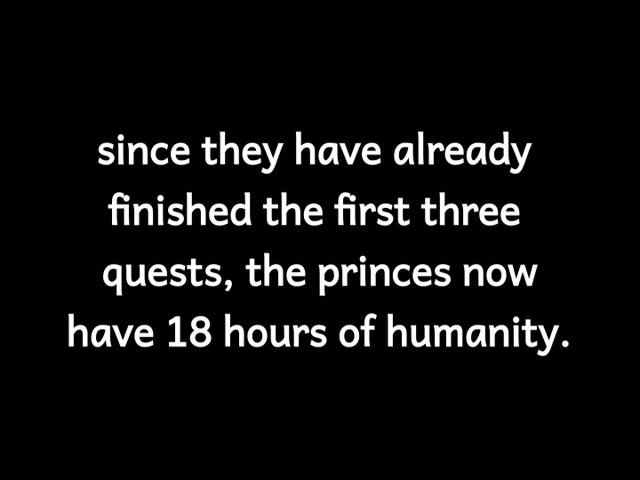 since they have already
finished the first three
quests, the princes now
have 18 hours of humanity.